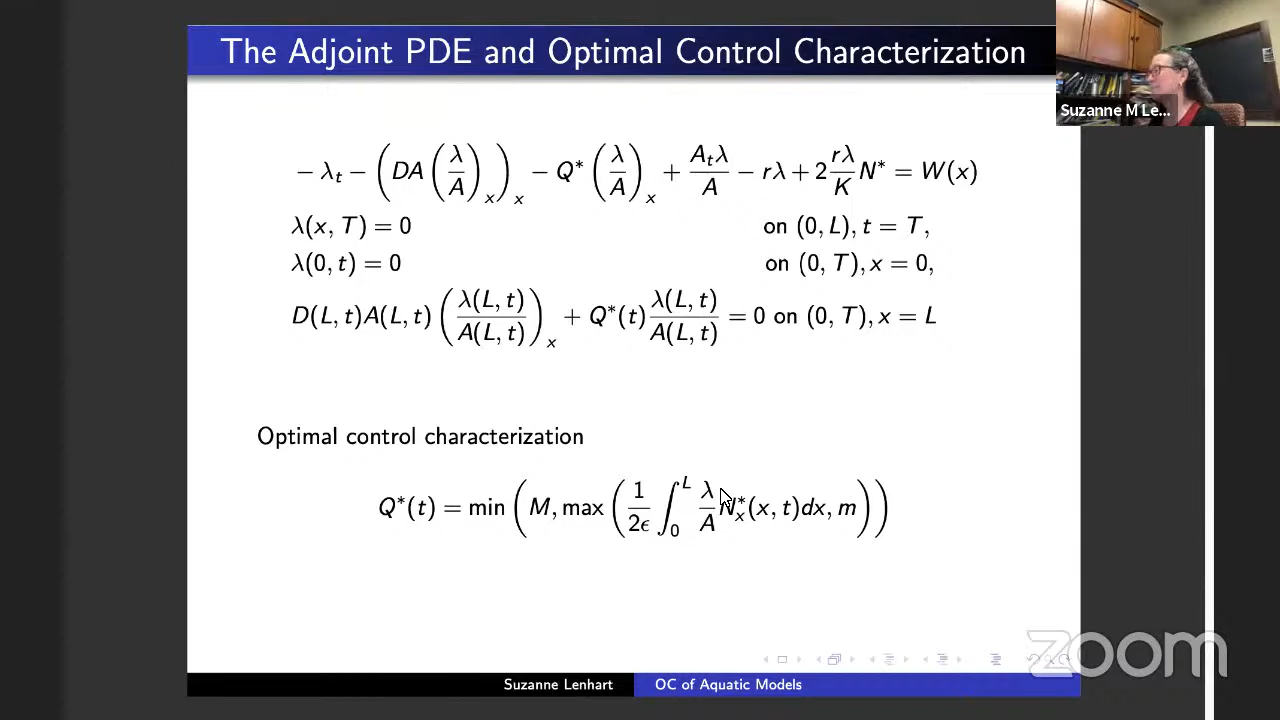 The Adjoint PDE and Optimal Control Characterization
Suzanne M Le...
− λ_t − (DA (λ/A)_x)_x − Q* (λ/A)_x + A_tλ/A − rλ + 2 rλ/K N* = W(x)
λ(x, T) = 0 on (0, L), t = T,
λ(0, t) = 0 on (0, T), x = 0,
D(L, t)A(L, t) (λ(L, t)/A(L, t))_x + Q*(t) λ(L, t)/A(L, t) = 0 on (0, T), x = L
Optimal control characterization
Q*(t) = min (M, max (1/2ϵ ∫_0^L λ/A N*_x(x, t)dx, m))
zoom
Suzanne Lenhart OC of Aquatic Models